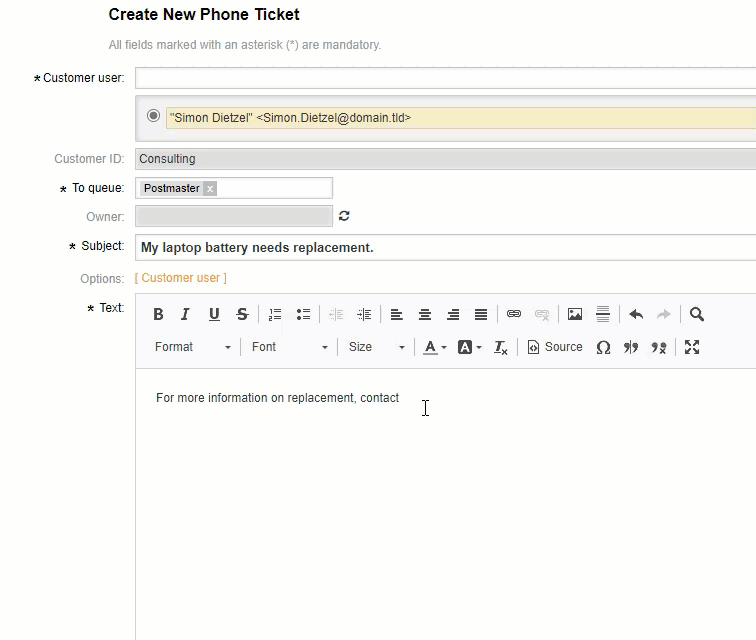 Create New Phone Ticket
All fields marked with an asterisk (*) are mandatory.
* Customer user:
"Simon Dietzel" <Simon.Dietzel@domain.tld>
Customer ID: Consulting
* To queue: Postmaster x
Owner:
* Subject: My laptop battery needs replacement.
Options: [ Customer user ]
* Text:
B I U S
Format Font Size A A Tx Source Ω
For more information on replacement, contact